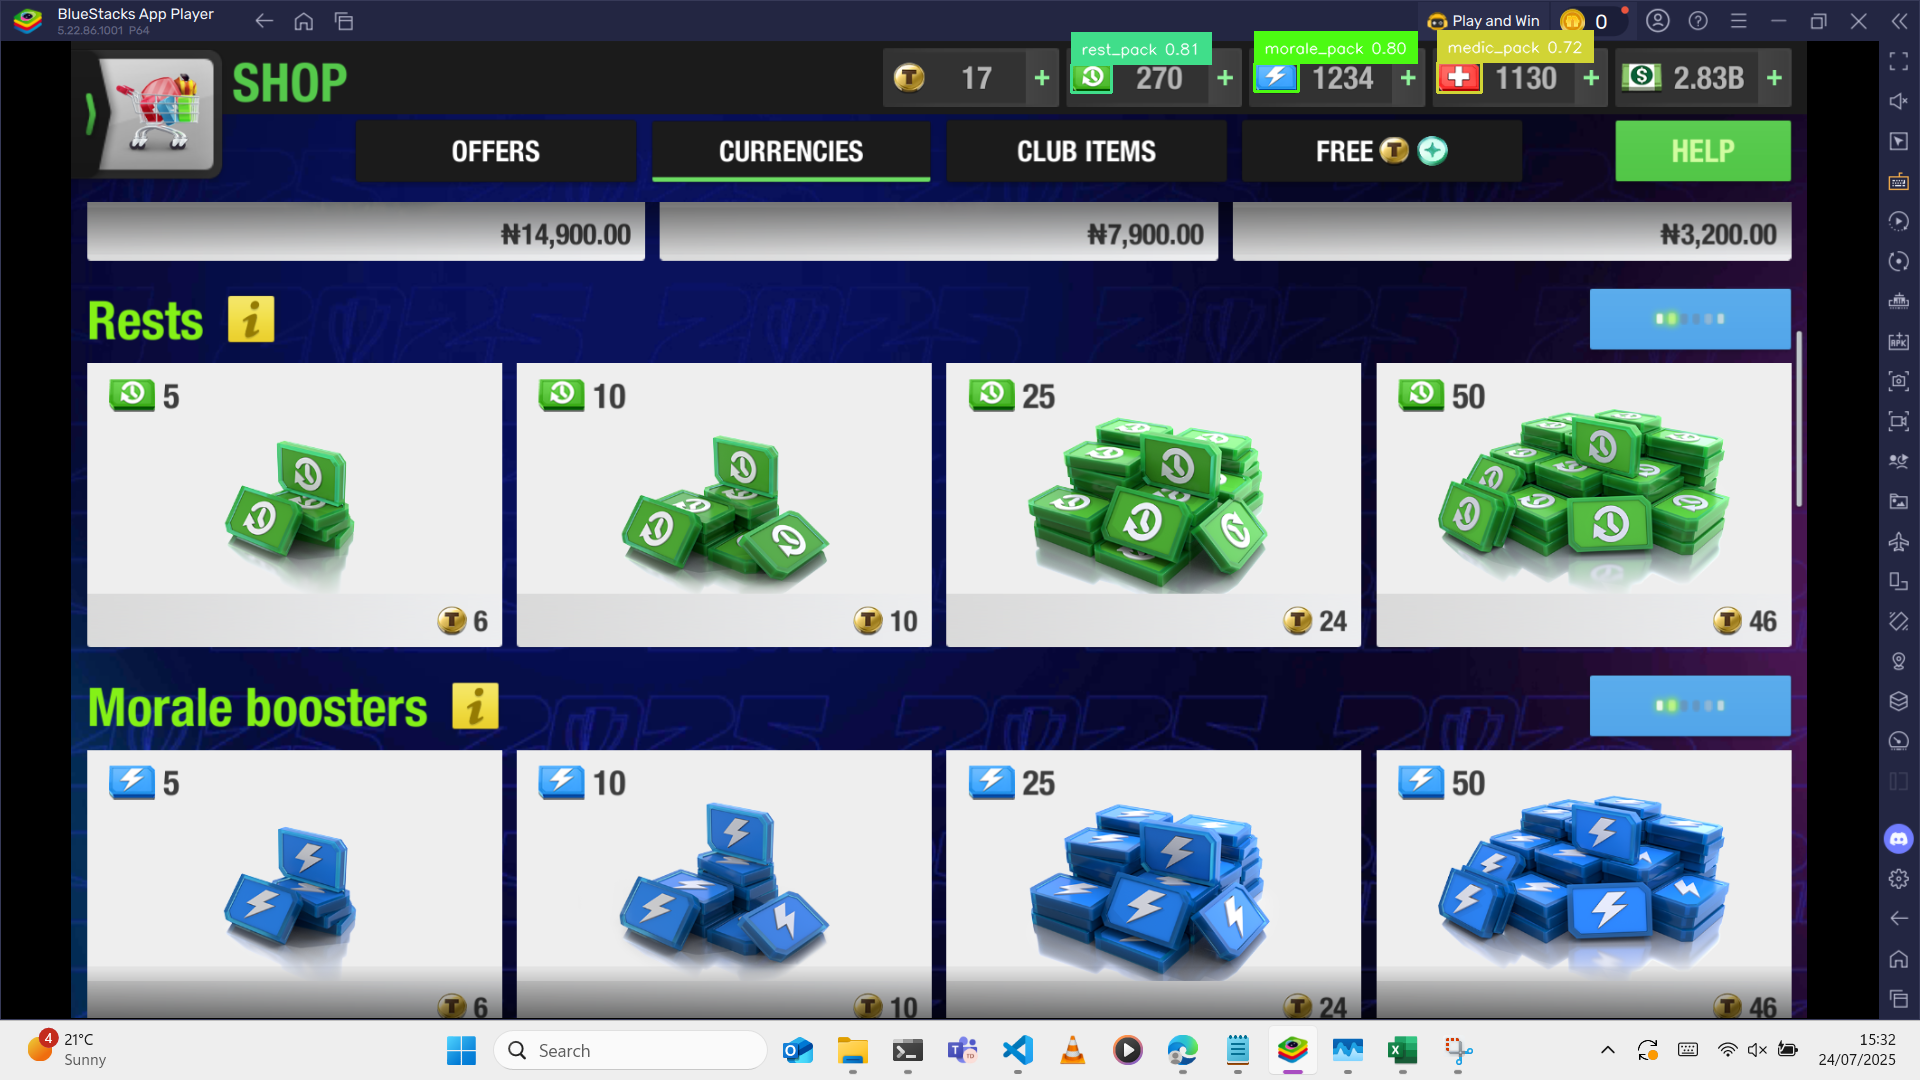 BlueStacks App Player
5.22.86.1001 P64
Play and Win
0
SHOP
T 17 +
rest_pack 0.81
270 +
morale_pack 0.80
1234 +
medic_pack 0.72
1130 +
$ 2.83B +
OFFERS
CURRENCIES
CLUB ITEMS
FREE T
HELP
₦14,900.00
₦7,900.00
₦3,200.00
Rests i
5
10
25
50
T 6
T 10
T 24
T 46
Morale boosters i
5
10
25
50
T 6
T 10
T 24
T 46
4
21°C
Sunny
Search
15:32
24/07/2025